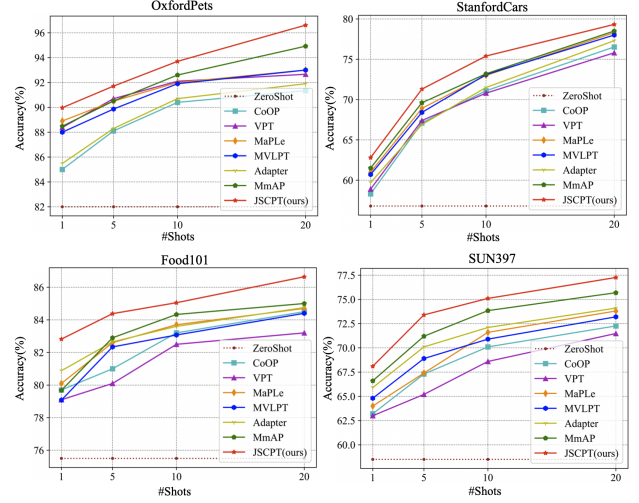 OxfordPets
96
94
92
90
88
86
84
82
Accuracy(%)
ZeroShot
CoOP
VPT
MaPLe
MVLPT
Adapter
MmAP
JSCPT(ours)
1 5 10 20
#Shots
StanfordCars
80
75
70
65
60
Accuracy(%)
ZeroShot
CoOP
VPT
MaPLe
MVLPT
Adapter
MmAP
JSCPT(ours)
1 5 10 20
#Shots
Food101
86
84
82
80
78
76
Accuracy(%)
ZeroShot
CoOP
VPT
MaPLe
MVLPT
Adapter
MmAP
JSCPT(ours)
1 5 10 20
#Shots
SUN397
77.5
75.0
72.5
70.0
67.5
65.0
62.5
60.0
Accuracy(%)
ZeroShot
CoOP
VPT
MaPLe
MVLPT
Adapter
MmAP
JSCPT(ours)
1 5 10 20
#Shots